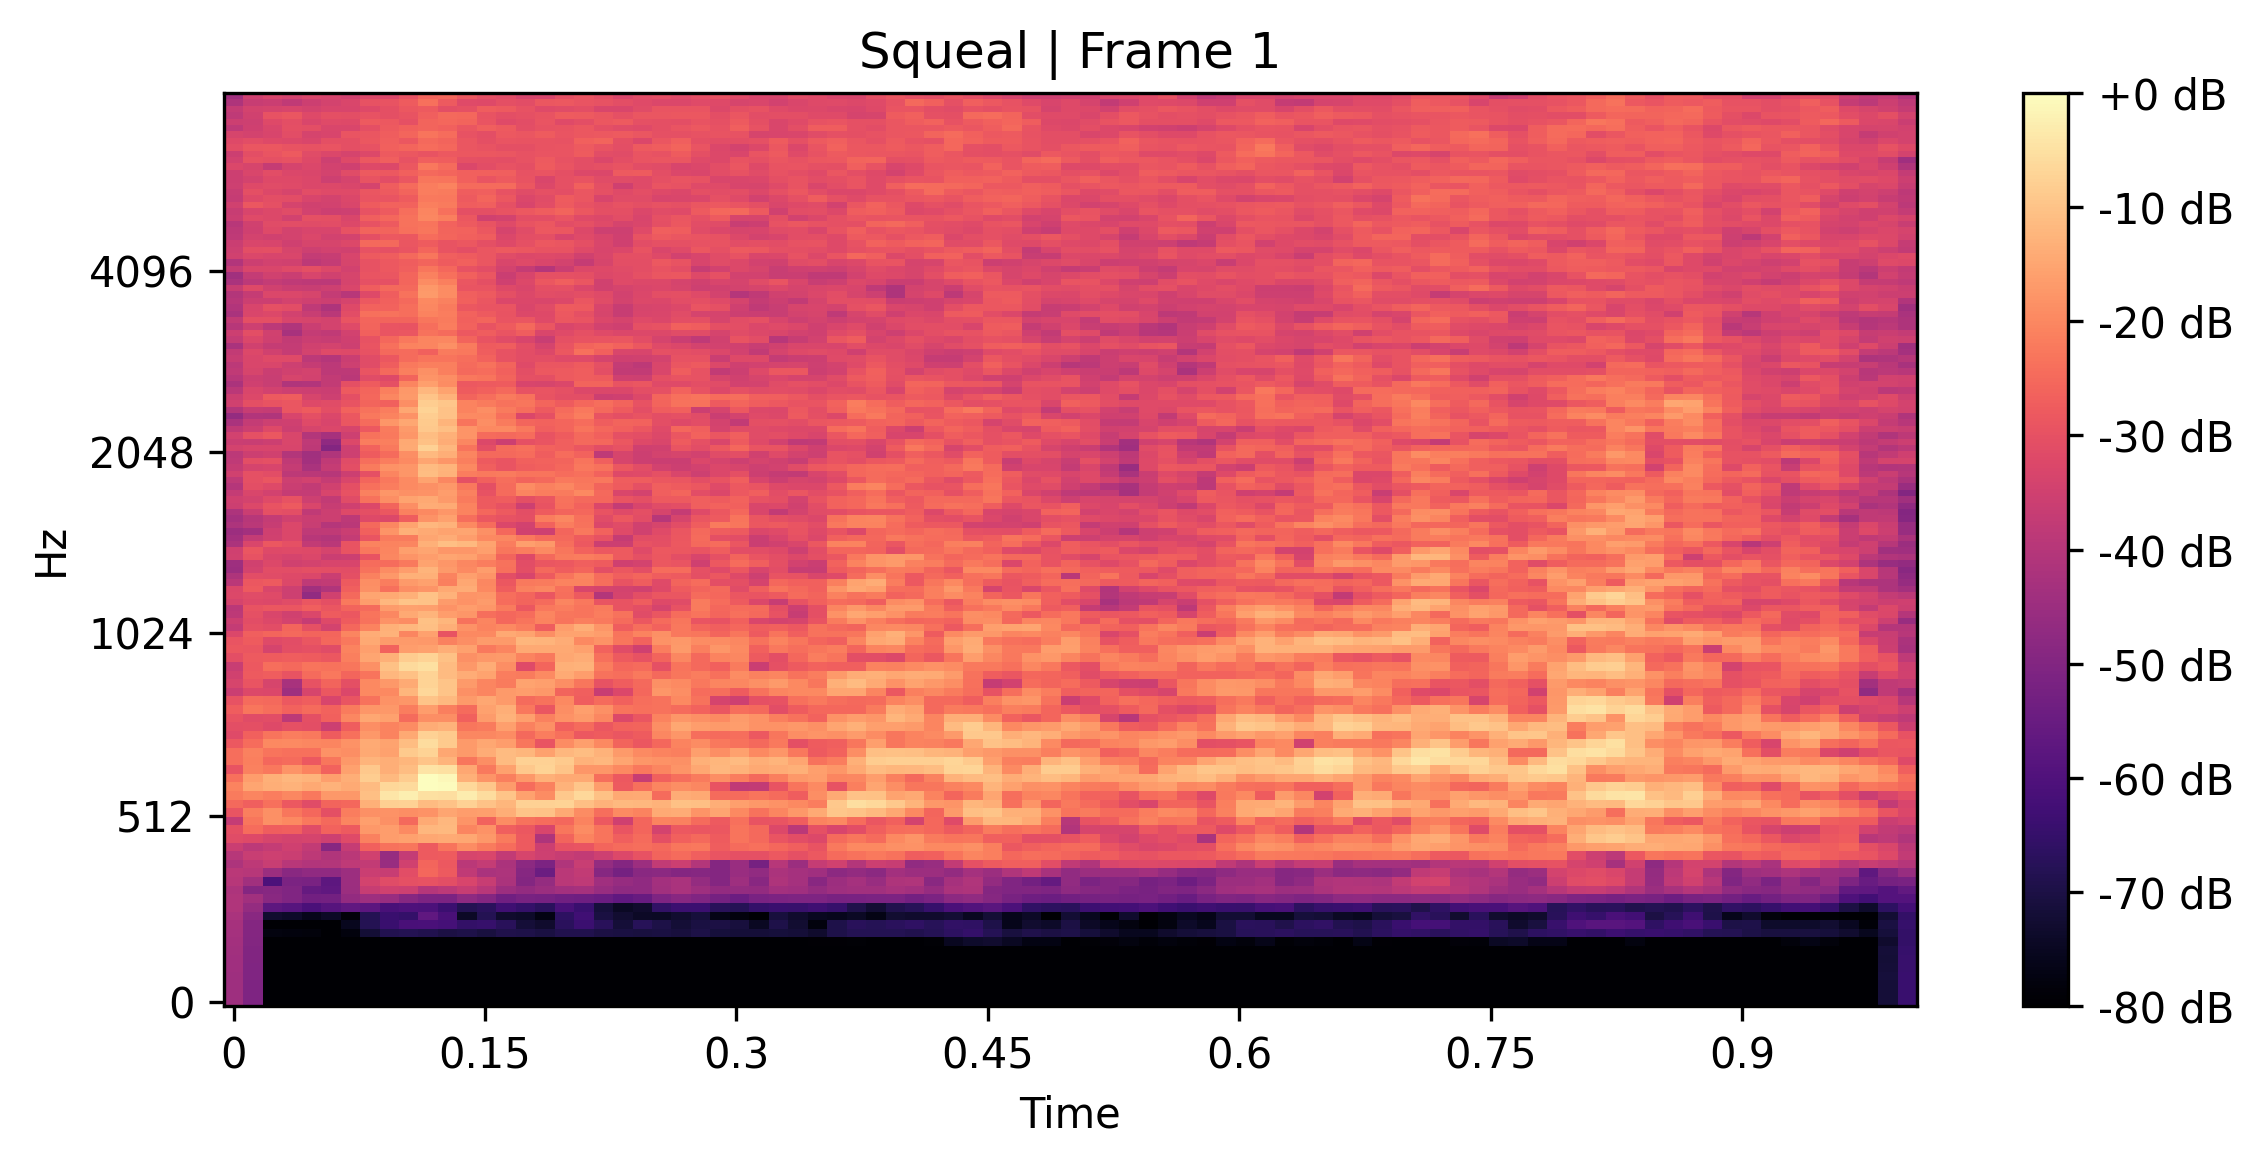 Squeal | Frame 1
Hz
4096
2048
1024
512
0
0 0.15 0.3 0.45 0.6 0.75 0.9
Time
+0 dB
-10 dB
-20 dB
-30 dB
-40 dB
-50 dB
-60 dB
-70 dB
-80 dB